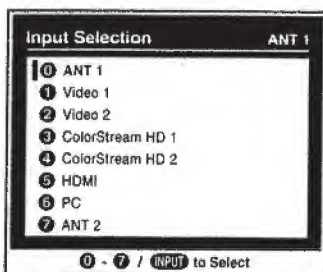 Input Selection ANT 1
0 ANT 1
1 Video 1
2 Video 2
3 ColorStream HD 1
4 ColorStream HD 2
5 HDMI
6 PC
7 ANT 2
0 - 7 / INPUT to Select